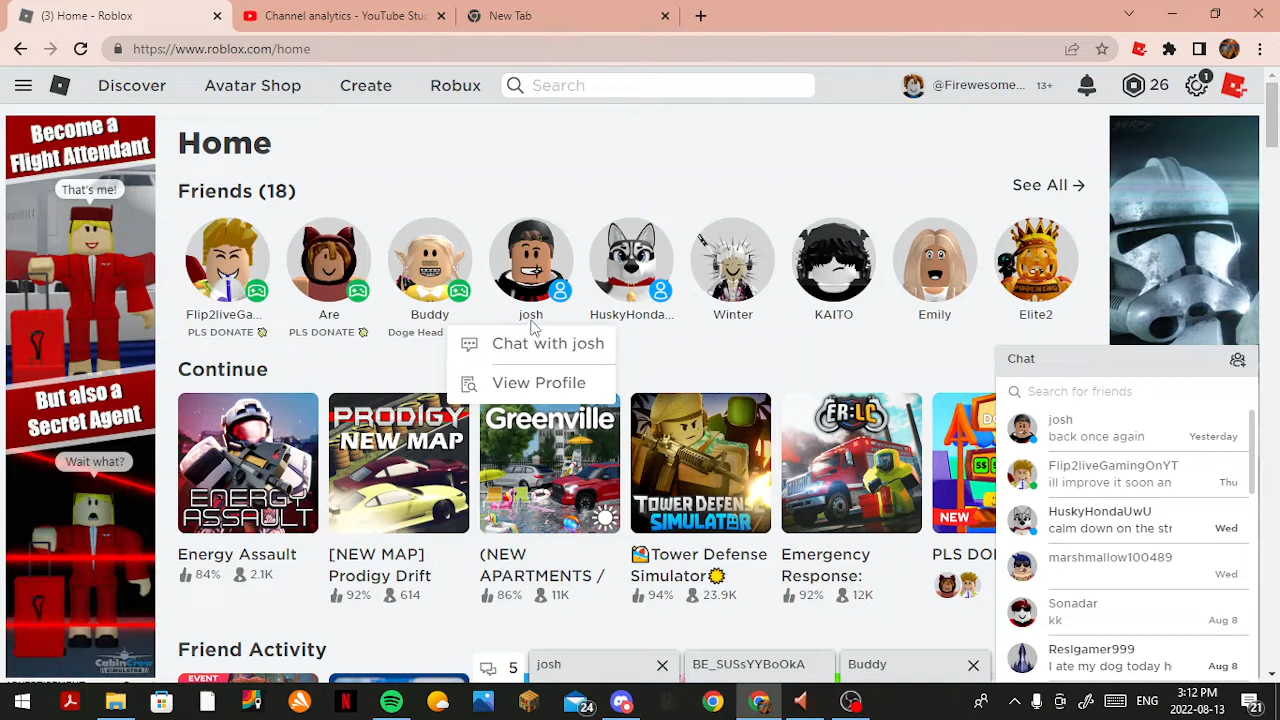 (3) Home - Roblox
Channel analytics - YouTube Stu
New Tab
https://www.roblox.com/home
Discover
Avatar Shop
Create
Robux
Search
@Firewesome...
13+
26
1
Become a
Flight Attendant
That's me!
But also a
Secret Agent
Wait what?
Home
Friends (18)
See All
Flip2liveGa...
PLS DONATE
Are
PLS DONATE
Buddy
Doge Head
josh
HuskyHonda...
Winter
KAITO
Emily
Elite2
Chat with josh
View Profile
Continue
ENERGY
ASSAULT
PRODIGY
NEW MAP
Greenville
TOWER DEFENSE
SIMULATOR
ER:LC
NEW
Energy Assault
84% 2.1K
[NEW MAP]
Prodigy Drift
92% 614
(NEW
APARTMENTS /
86% 11K
Tower Defense
Simulator
94% 23.9K
Emergency
Response:
92% 12K
PLS DO
Friend Activity
EVENT
Chat
Search for friends
josh
back once again
Yesterday
Flip2liveGamingOnYT
ill improve it soon an
Thu
HuskyHondaUwU
calm down on the str
Wed
marshmallow100489
Wed
Sonadar
kk
Aug 8
Reslgamer999
I ate my dog today h
Aug 8
5
josh
BE_SUSsYYBoOkA
Buddy
24
ENG
3:12 PM
2022-08-13
21